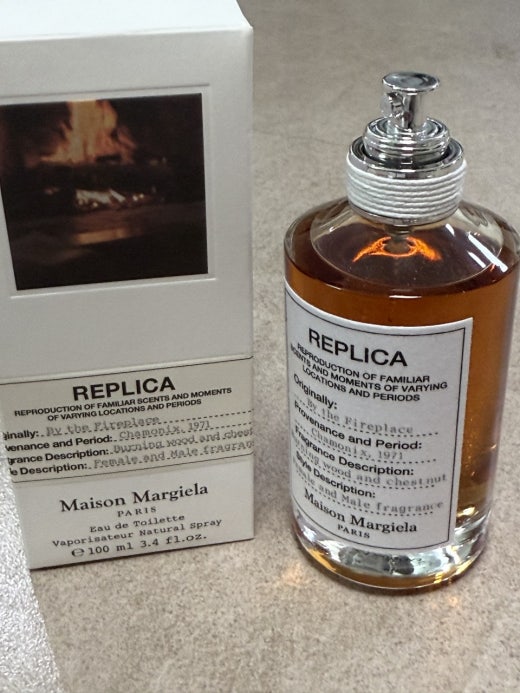 REPLICA
REPRODUCTION OF FAMILIAR SCENTS AND MOMENTS
OF VARYING LOCATIONS AND PERIODS
ginally: By the Fireplace
venance and Period: Chamonix, 1971
grance Description: Burning wood and chest
e Description: Female and Male fragran
Maison Margiela
PARIS
Eau de Toilette
Vaporisateur Natural Spray
℮ 100 ml 3.4 fl.oz.
REPLICA
REPRODUCTION OF FAMILIAR
SCENTS AND MOMENTS OF VARYING
LOCATIONS AND PERIODS
Originally:
By the Fireplace
Provenance and Period:
Chamonix, 1971
Fragrance Description:
ning wood and chestnut
Style Description:
ale and Male fragrance
Maison Margiela
PARIS